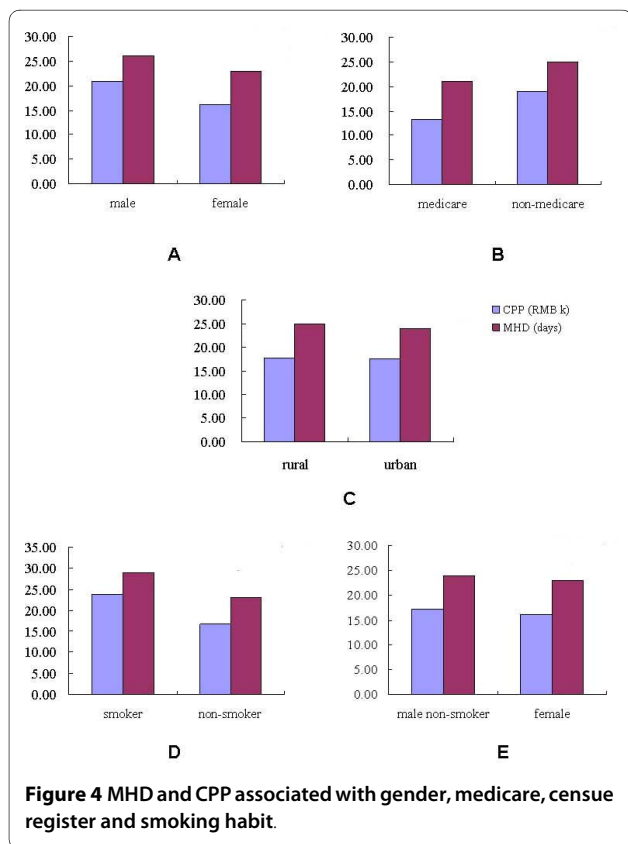 30.00
25.00
20.00
15.00
10.00
5.00
0.00
male female
A
30.00
25.00
20.00
15.00
10.00
5.00
0.00
medicare non-medicare
B
30.00
25.00
20.00
15.00
10.00
5.00
0.00
rural urban
CPP (RMB k)
MHD (days)
C
35.00
30.00
25.00
20.00
15.00
10.00
5.00
0.00
smoker non-smoker
D
30.00
25.00
20.00
15.00
10.00
5.00
0.00
male non-smoker female
E
Figure 4 MHD and CPP associated with gender, medicare, censue
register and smoking habit.